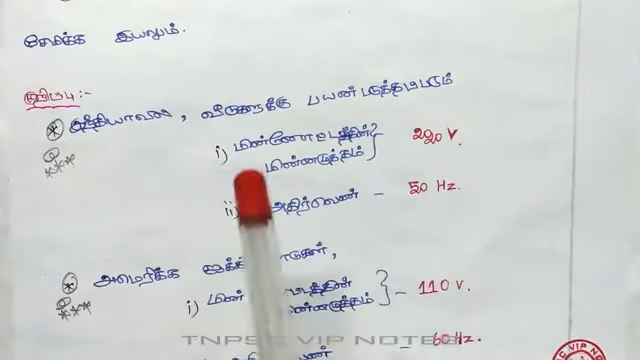 சேமிக்க இயலும்.
குறிப்பு :-
* இந்தியாவில், வீடுகளுக்கு பயன்படுத்தப்படும்
i) மின்னோட்டத்தின் } 220 V.
மின்னழுத்தம்
ii) அதிர்வெண் - 50 Hz.
* அமெரிக்க ஐக்கிய நாடுகள்,
i) மின் த்தின் } - 110 V.
ன்னழுத்தம்
- 60 Hz.
TNPSC VIP NOTES